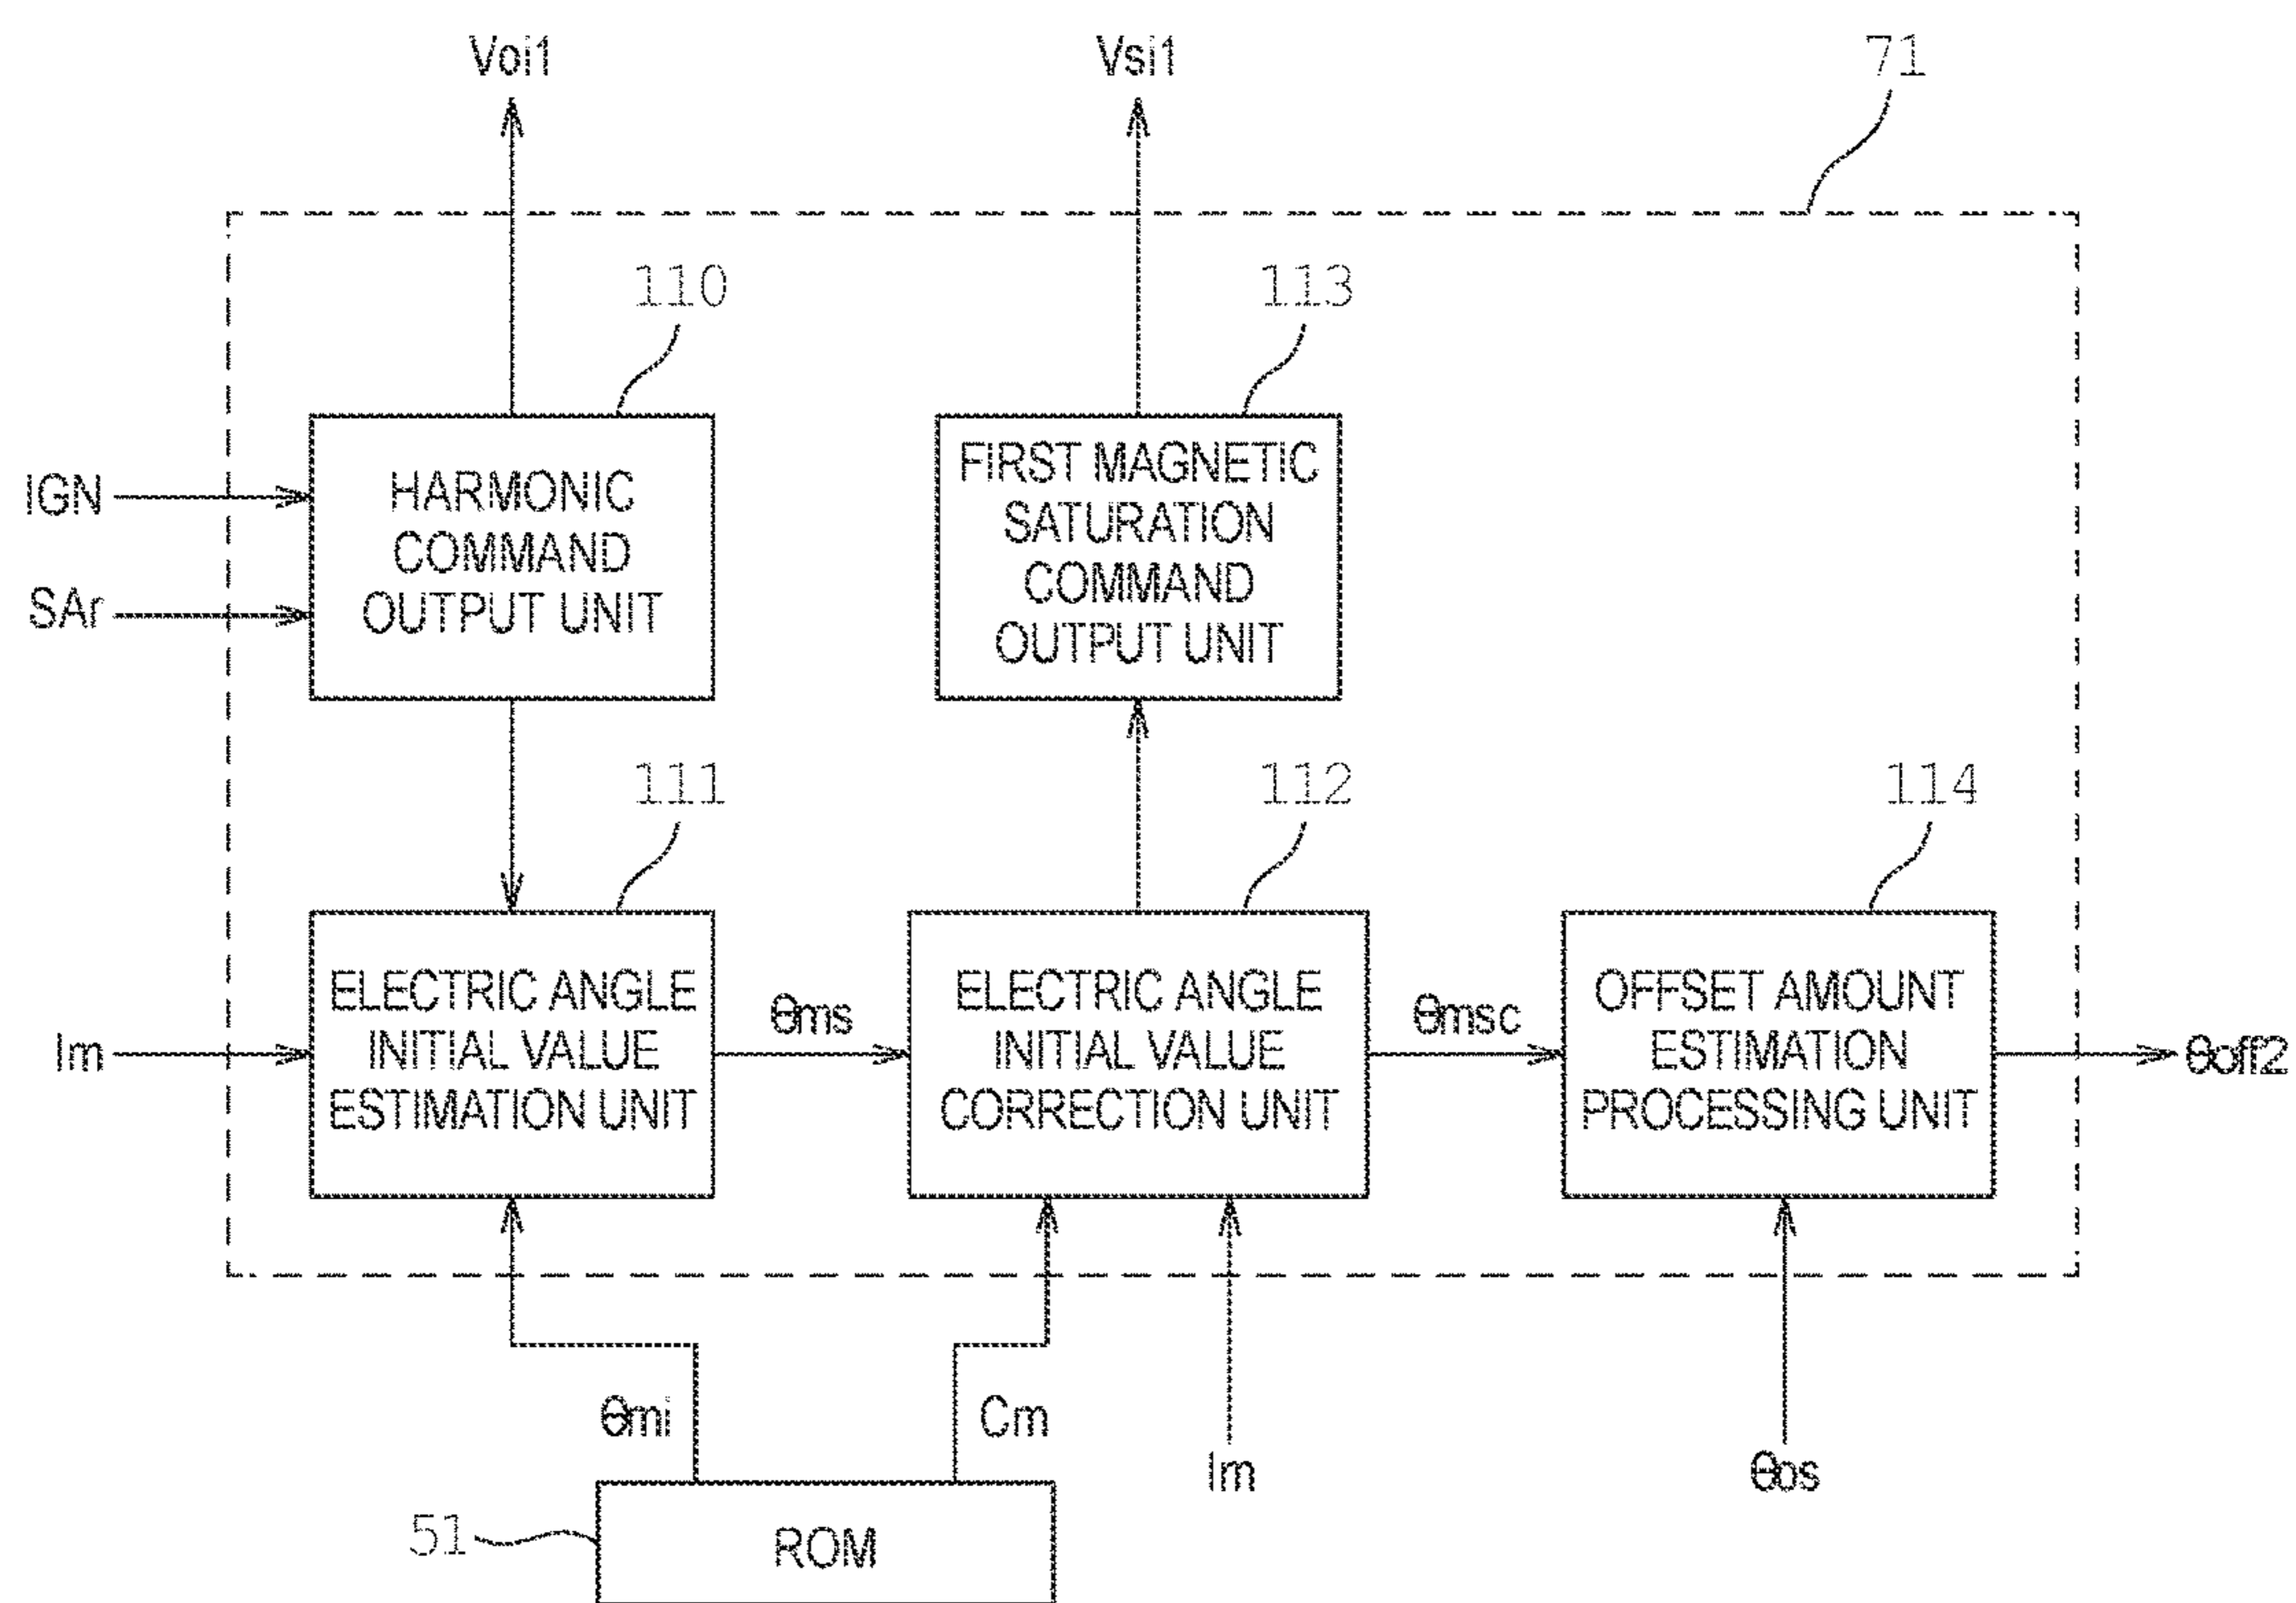 Voi1
Vsi1
71
110
113
IGN
SAr
HARMONIC
COMMAND
OUTPUT UNIT
FIRST MAGNETIC
SATURATION
COMMAND
OUTPUT UNIT
111
112
114
Im
ELECTRIC ANGLE
INITIAL VALUE
ESTIMATION UNIT
θms
ELECTRIC ANGLE
INITIAL VALUE
CORRECTION UNIT
θmsc
OFFSET AMOUNT
ESTIMATION
PROCESSING UNIT
θoff2
θmi
Cm
Im
θos
51
ROM